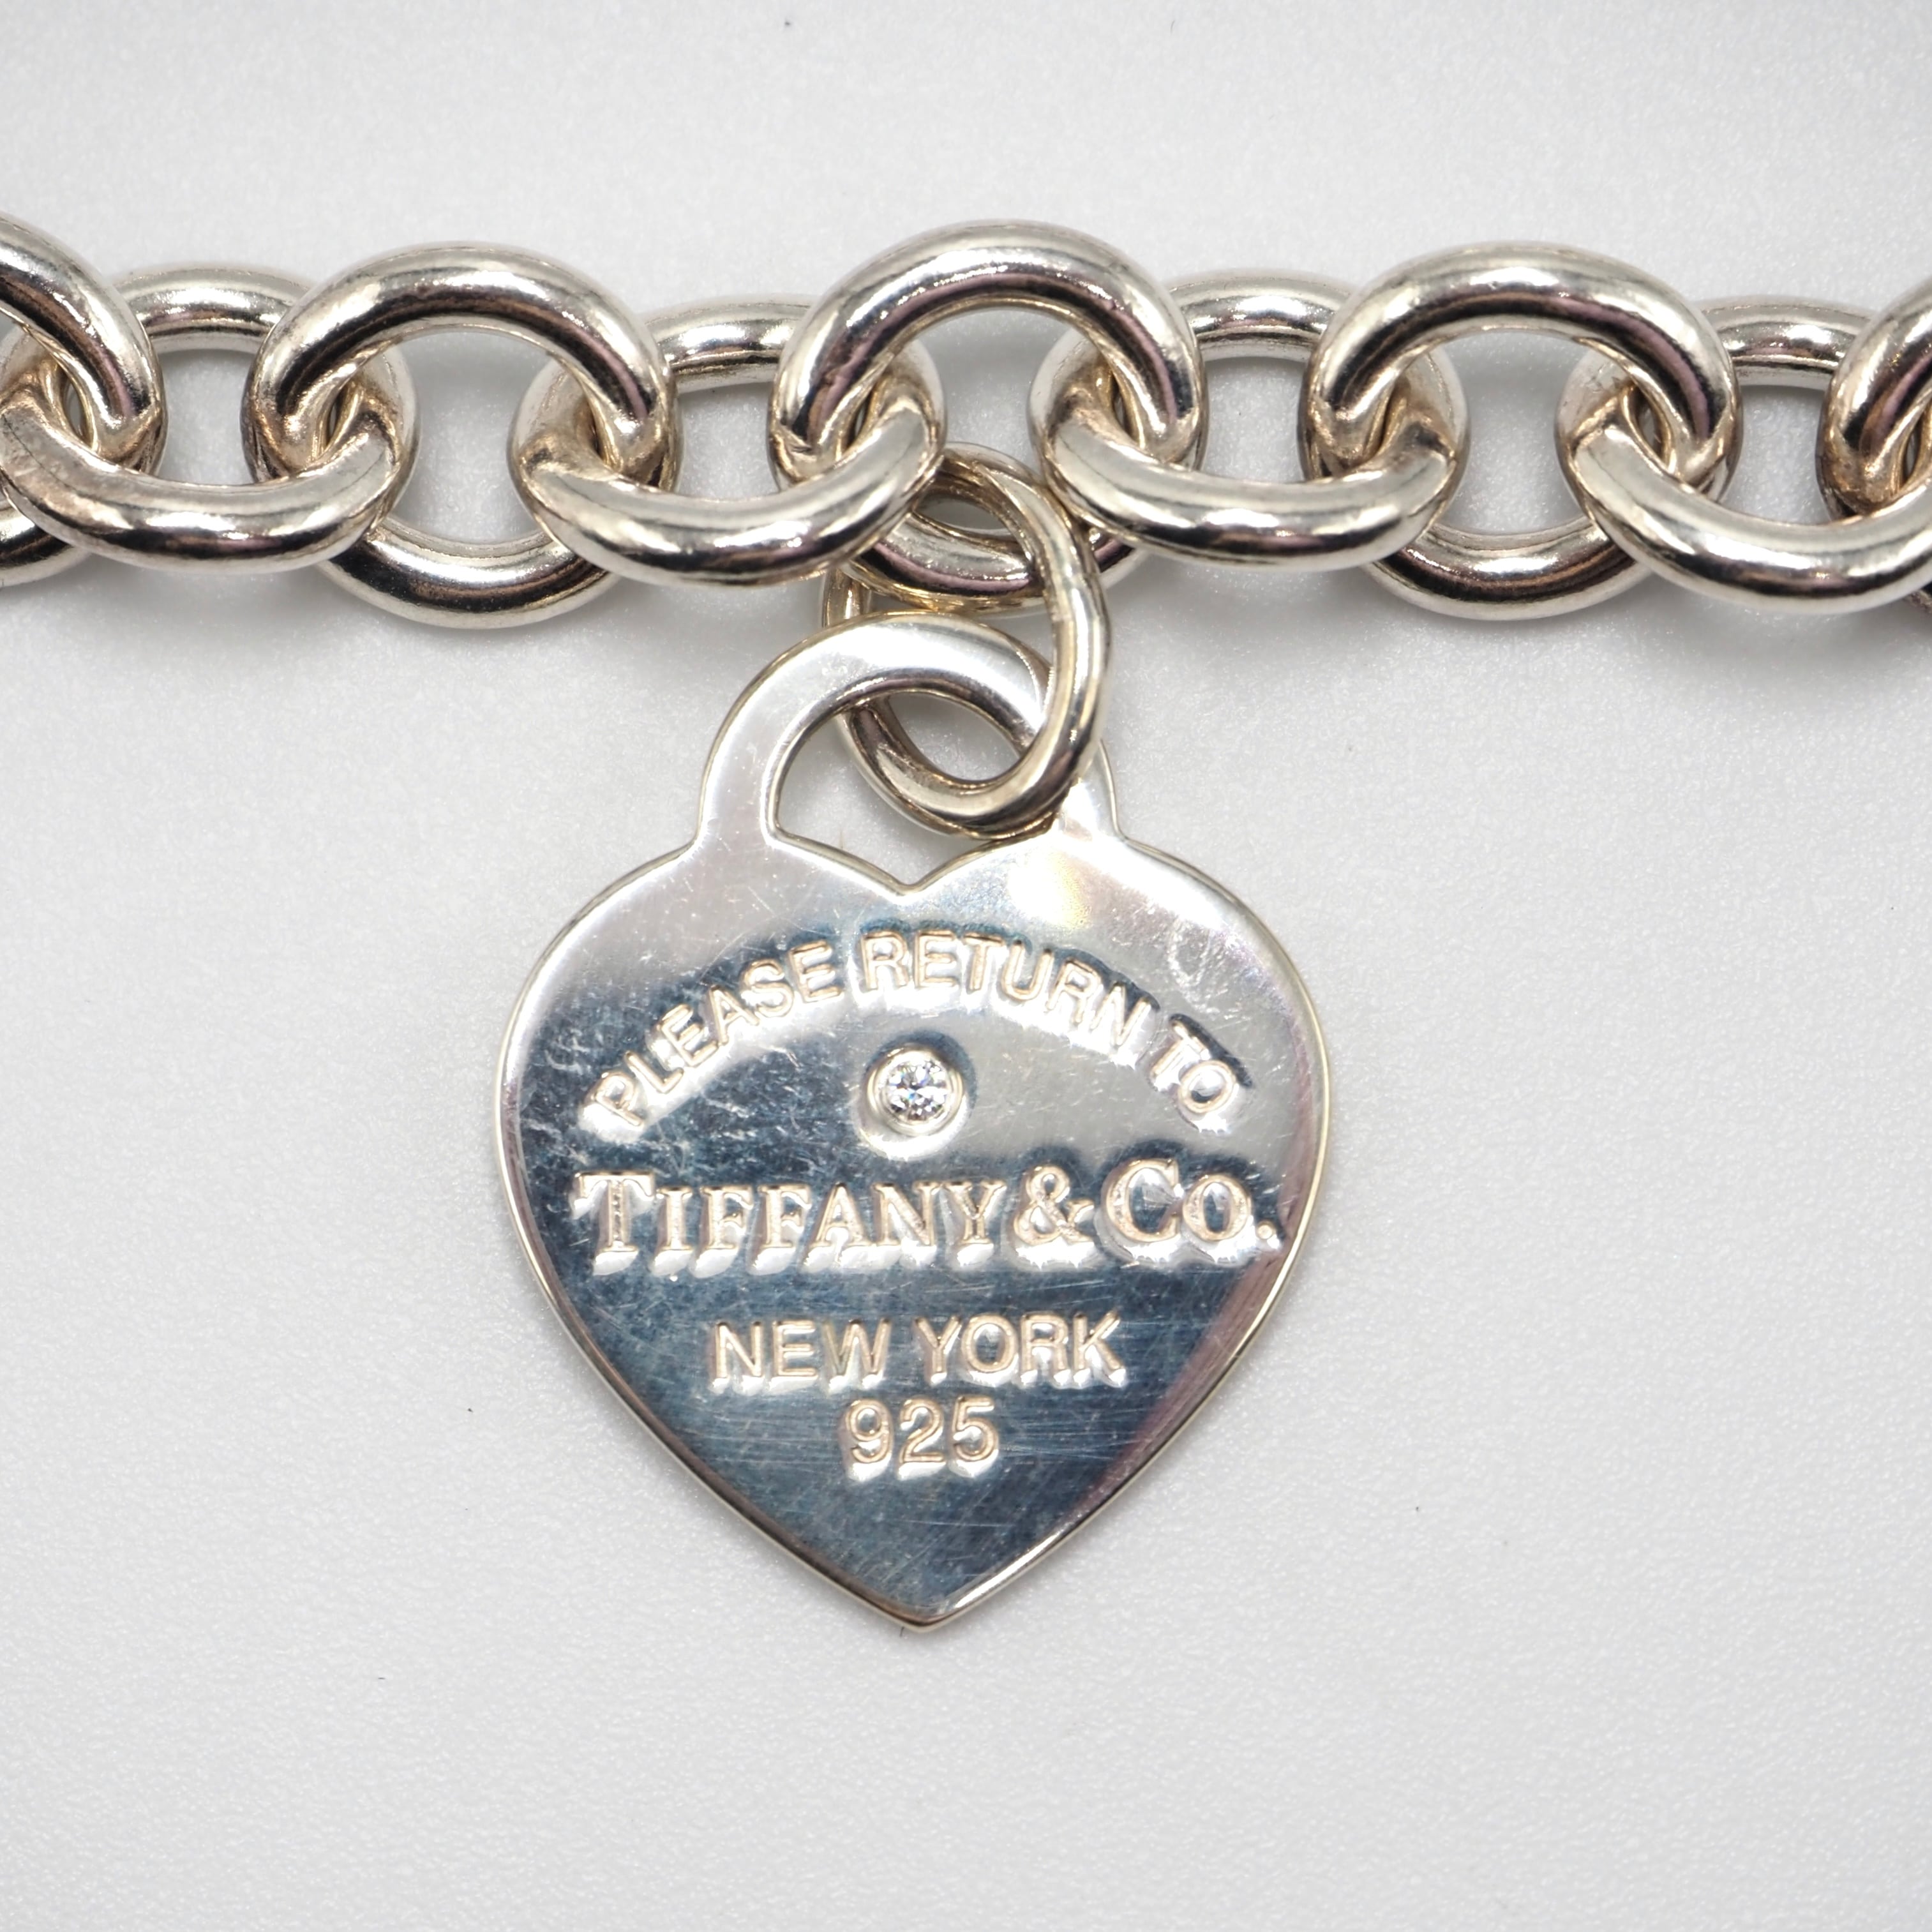 PLEASE RETURN TO
TIFFANY & CO.
NEW YORK
925